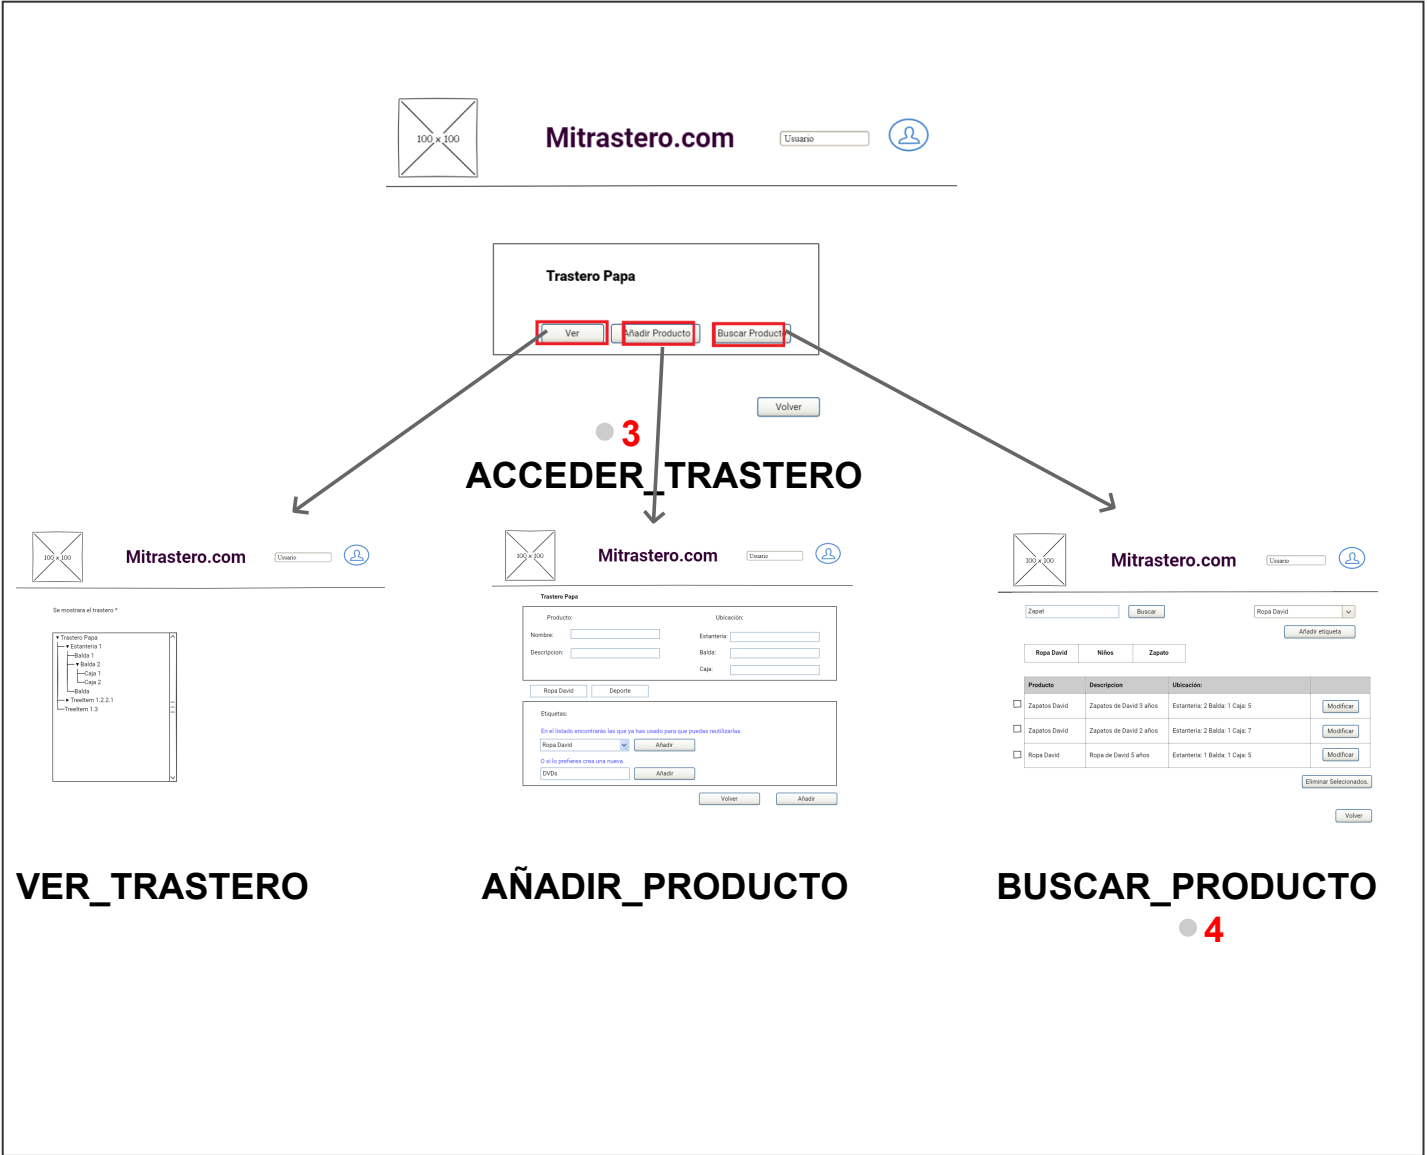 100 × 100
Mitrastero.com
Usuario
Trastero Papa
Ver
Añadir Producto
Buscar Producto
Volver
3
ACCEDER_TRASTERO
100 × 100
Mitrastero.com
Usuario
Se mostrara el trastero *
Trastero Papa
Estanteria 1
Balda 1
Balda 2
Caja 1
Caja 2
Balda
TreeItem 1.2.2.1
TreeItem 1.3
VER_TRASTERO
100 × 100
Mitrastero.com
Usuario
Trastero Papa
Producto:
Ubicación:
Nombre:
Estanteria:
Descripcion:
Balda:
Caja:
Ropa David
Deporte
Etiquetas:
En el listado encontrarás las que ya has usado para que puedas reutilizarlas.
Ropa David
Añadir
O si lo prefieres crea una nueva.
DVDs
Añadir
Volver
Añadir
AÑADIR_PRODUCTO
100 × 100
Mitrastero.com
Usuario
Zapat
Buscar
Ropa David
Añadir etiqueta
Ropa David Niños Zapato
Producto Descripcion Ubicación:
Zapatos David Zapatos de David 3 años Estanteria: 2 Balda: 1 Caja: 5 Modificar
Zapatos David Zapatos de David 2 años Estanteria: 2 Balda: 1 Caja: 7 Modificar
Ropa David Ropa de David 5 años Estanteria: 1 Balda: 1 Caja: 5 Modificar
Eliminar Selecionados.
Volver
BUSCAR_PRODUCTO
4